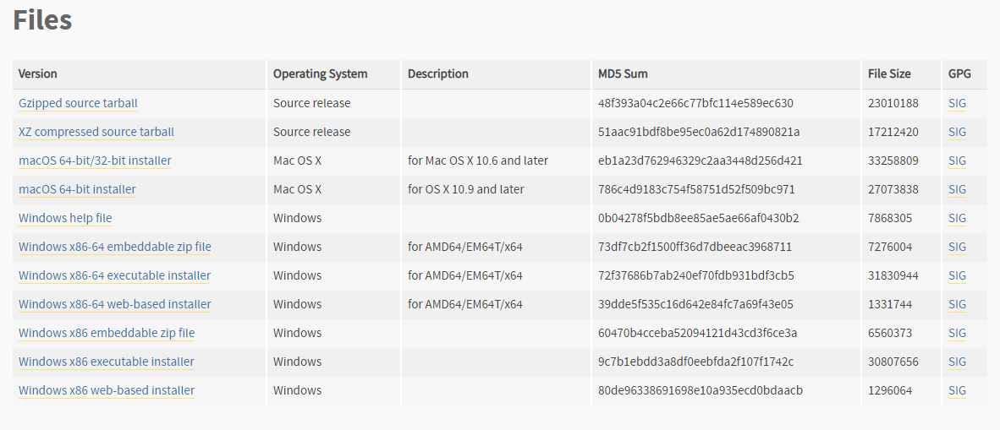 Files
Version Operating System Description MD5 Sum File Size GPG
Gzipped source tarball Source release 48f393a04c2e66c77bfc114e589ec630 23010188 SIG
XZ compressed source tarball Source release 51aac91bdf8be95ec0a62d174890821a 17212420 SIG
macOS 64-bit/32-bit installer Mac OS X for Mac OS X 10.6 and later eb1a23d762946329c2aa3448d256d421 33258809 SIG
macOS 64-bit installer Mac OS X for OS X 10.9 and later 786c4d9183c754f58751d52f509bc971 27073838 SIG
Windows help file Windows 0b04278f5bdb8ee85ae5ae66af0430b2 7868305 SIG
Windows x86-64 embeddable zip file Windows for AMD64/EM64T/x64 73df7cb2f1500ff36d7dbeeac3968711 7276004 SIG
Windows x86-64 executable installer Windows for AMD64/EM64T/x64 72f37686b7ab240ef70fdb931bdf3cb5 31830944 SIG
Windows x86-64 web-based installer Windows for AMD64/EM64T/x64 39dde5f535c16d642e84fc7a69f43e05 1331744 SIG
Windows x86 embeddable zip file Windows 60470b4cceba52094121d43cd3f6ce3a 6560373 SIG
Windows x86 executable installer Windows 9c7b1ebdd3a8df0eebfda2f107f1742c 30807656 SIG
Windows x86 web-based installer Windows 80de96338691698e10a935ecd0bdaacb 1296064 SIG